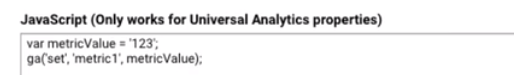 JavaScript (Only works for Universal Analytics properties)
var metricValue = '123';
ga('set', 'metric1', metricValue);